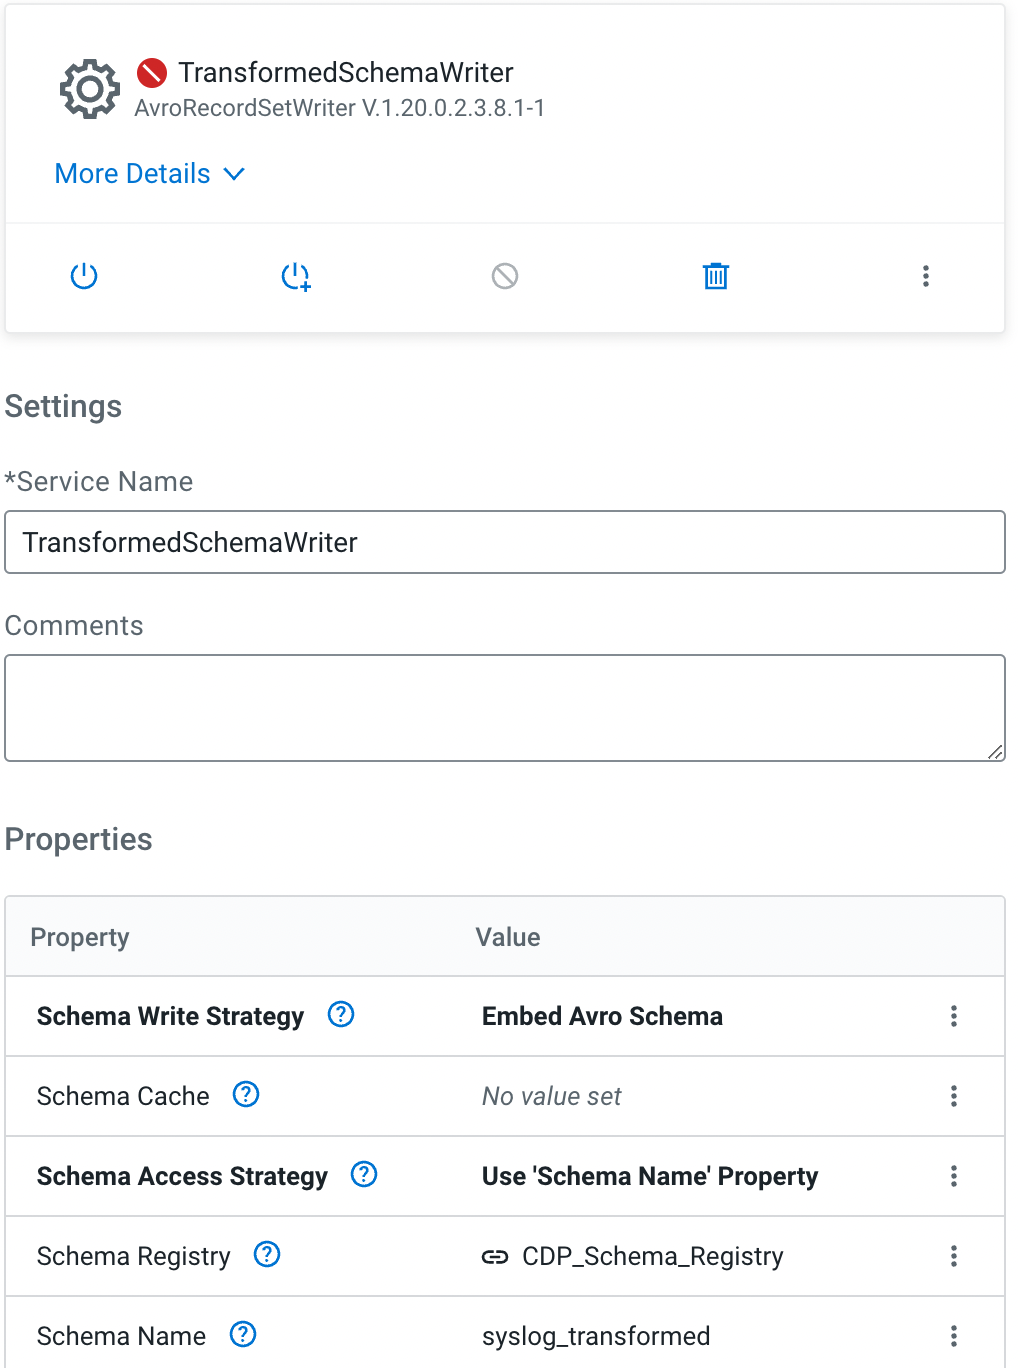 TransformedSchemaWriter
AvroRecordSetWriter V.1.20.0.2.3.8.1-1
More Details
Settings
*Service Name
TransformedSchemaWriter
Comments
Properties
Property Value
Schema Write Strategy Embed Avro Schema
Schema Cache No value set
Schema Access Strategy Use 'Schema Name' Property
Schema Registry CDP_Schema_Registry
Schema Name syslog_transformed